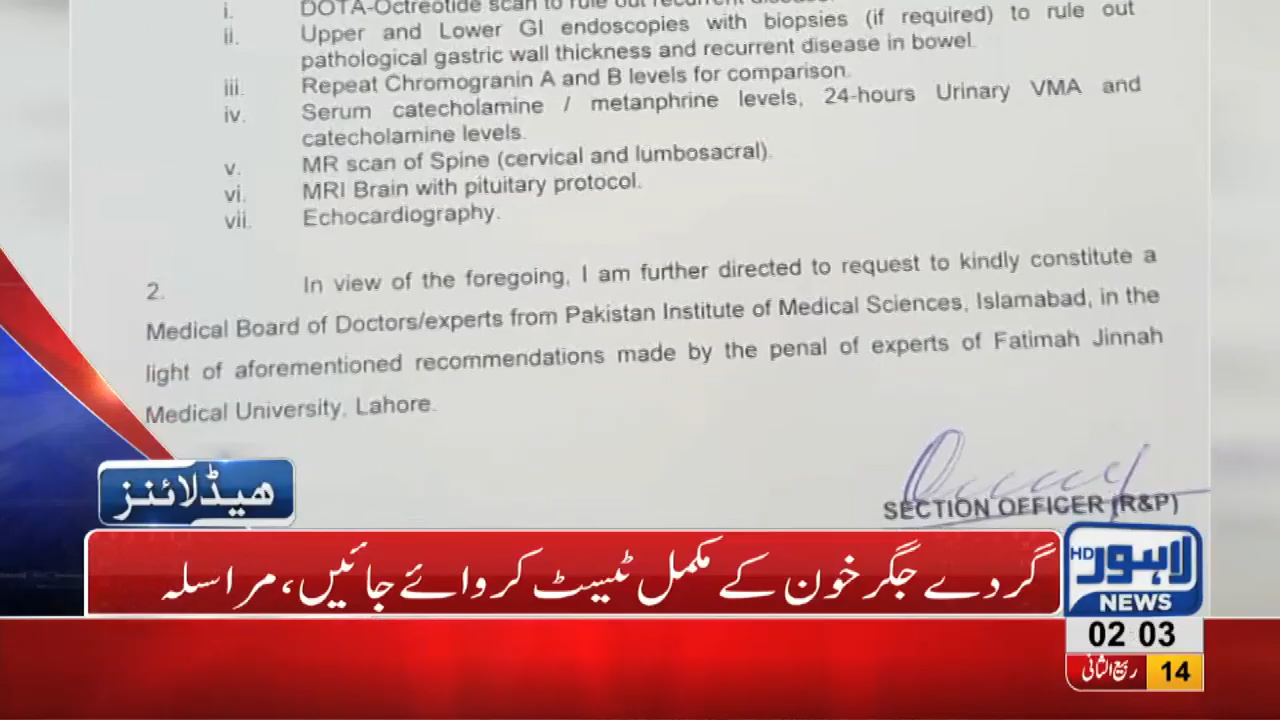 i. DOTA-Octreotide scan to rule out recurrent disease.
ii. Upper and Lower GI endoscopies with biopsies (if required) to rule out
pathological gastric wall thickness and recurrent disease in bowel.
iii. Repeat Chromogranin A and B levels for comparison.
iv. Serum catecholamine / metanphrine levels, 24-hours Urinary VMA and
catecholamine levels.
v. MR scan of Spine (cervical and lumbosacral).
vi. MRI Brain with pituitary protocol.
vii. Echocardiography.
2. In view of the foregoing, I am further directed to request to kindly constitute a
Medical Board of Doctors/experts from Pakistan Institute of Medical Sciences, Islamabad, in the
light of aforementioned recommendations made by the penal of experts of Fatimah Jinnah
Medical University, Lahore.
SECTION OFFICER (R&P)
ہیڈلائنز
گردے جگر خون کے مکمل ٹیسٹ کروائے جائیں، مراسلہ
لاہور HD
NEWS
02 03
14 ربیع الثانی